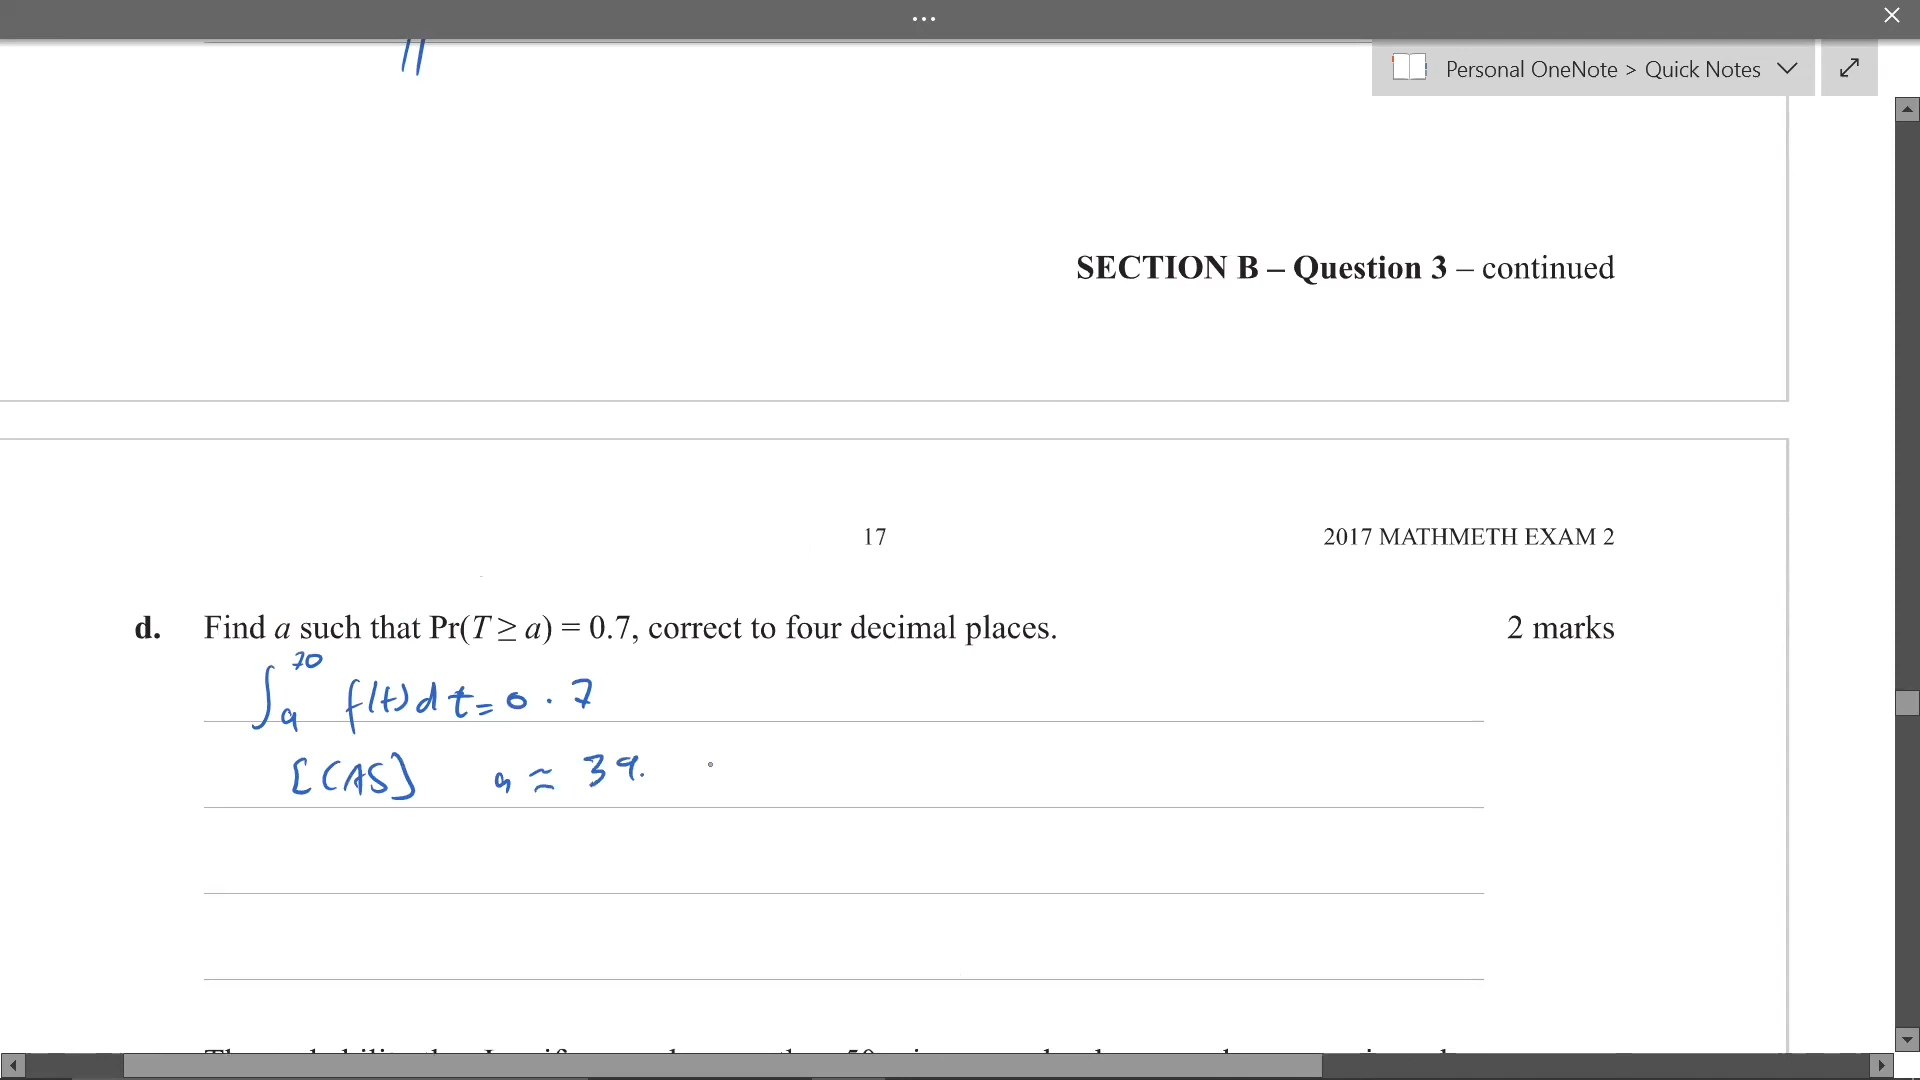 Personal OneNote > Quick Notes
SECTION B – Question 3 – continued
17
2017 MATHMETH EXAM 2
d. Find a such that Pr(T ≥ a) = 0.7, correct to four decimal places. 2 marks
∫ₐ⁷⁰ f(t) dt = 0.7
[CAS] a ≈ 39.